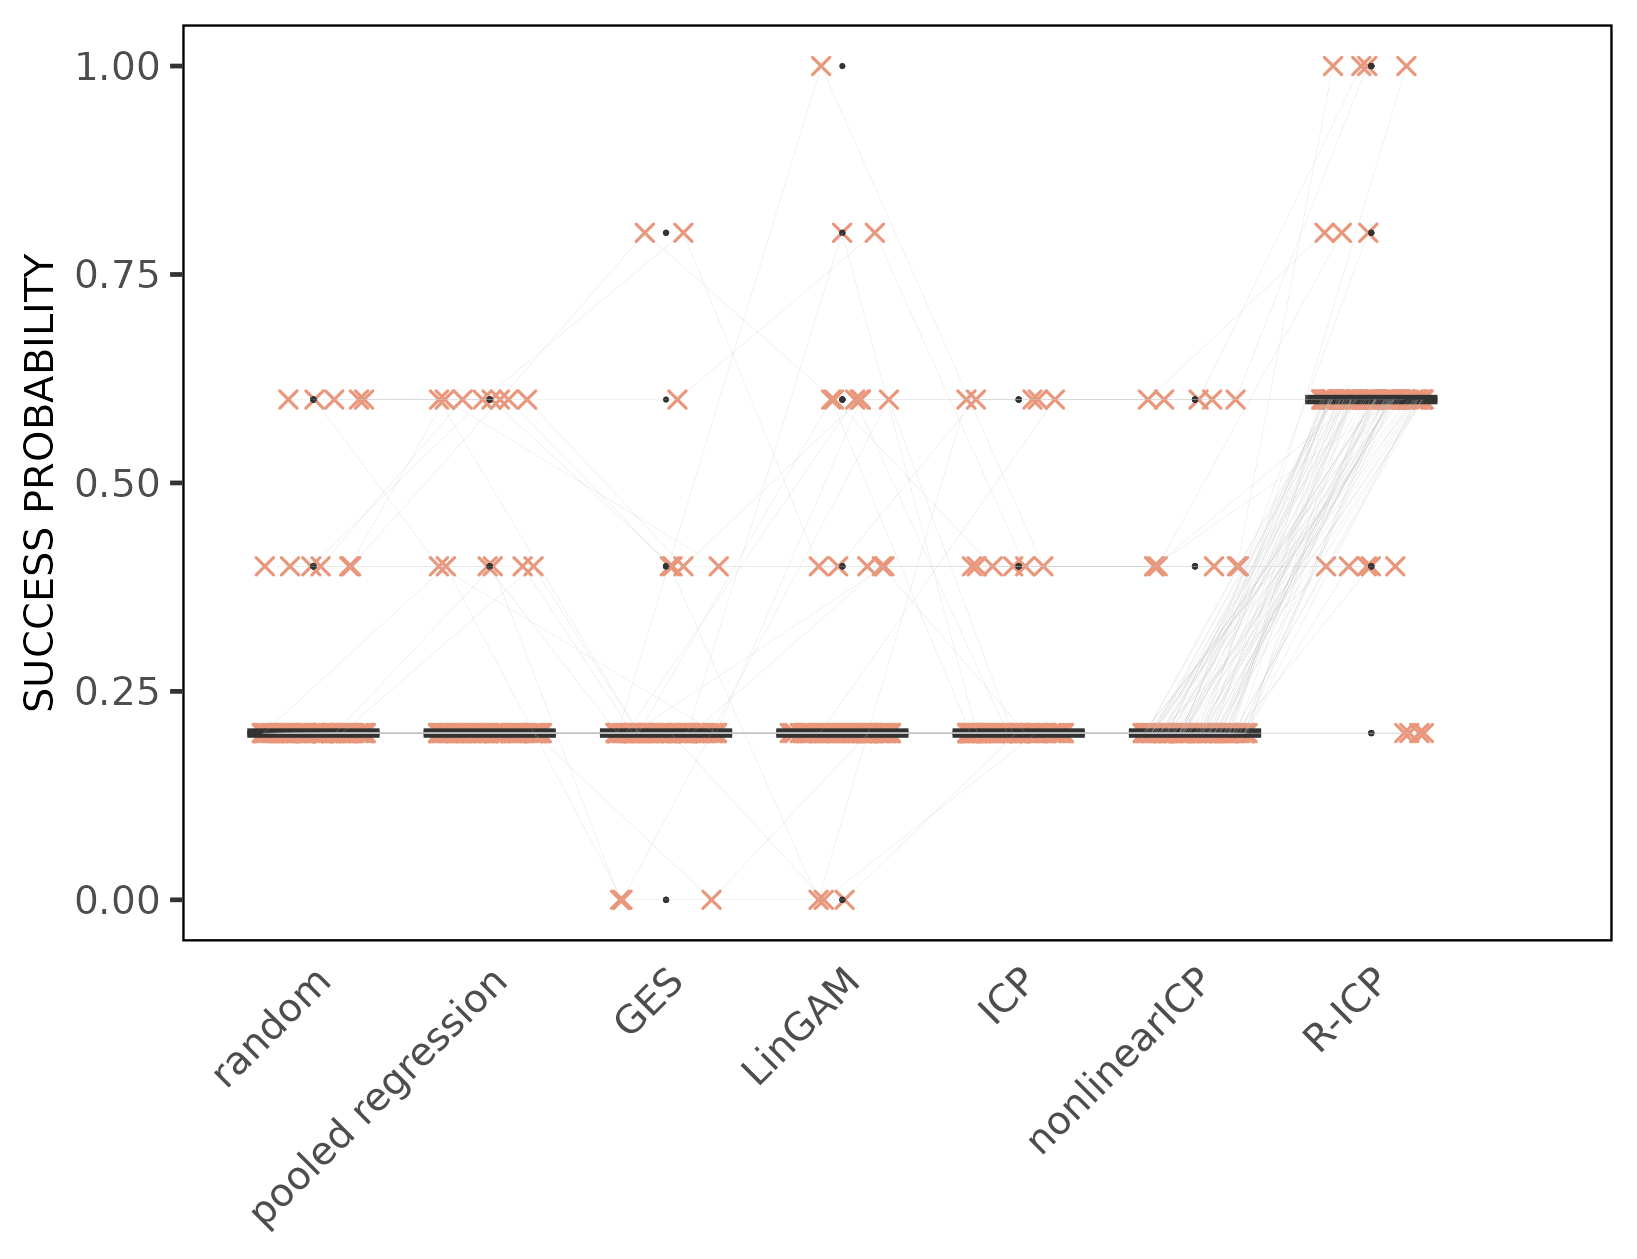 SUCCESS PROBABILITY
1.00
0.75
0.50
0.25
0.00
random
pooled regression
GES
LinGAM
ICP
nonlinearICP
R-ICP